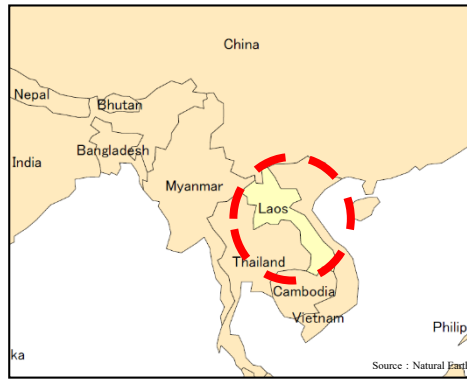 China
Nepal
Bhutan
India
Bangladesh
Myanmar
Laos
Thailand
Cambodia
Vietnam
Philip
ka
Source : Natural Earth